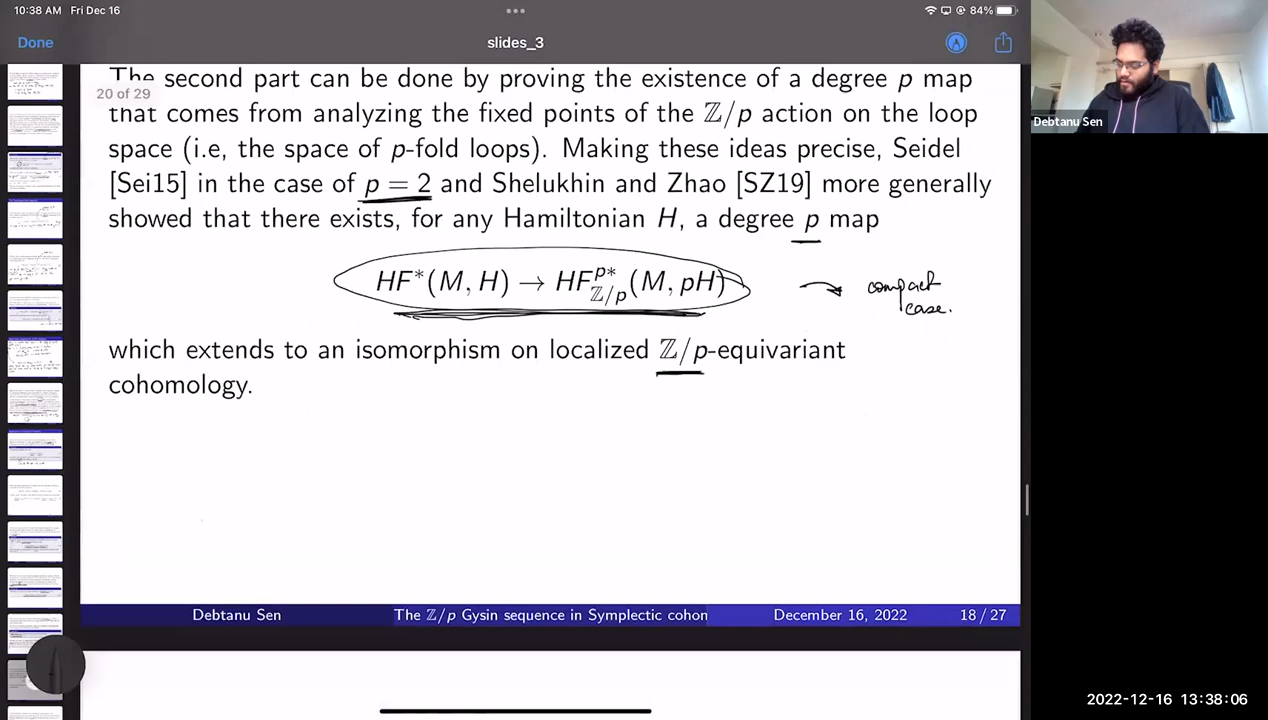 10:38 AM Fri Dec 16
84%
Done
slides_3
The second part can be done by proving the existence of a degree p map
20 of 29
that comes from analyzing the fixed points of the ℤ/p action on the loop
space (i.e, the space of p-fold loops). Making these ideas precise, Seidel
[Sei15] in the case of p = 2 and Shelukhin and Zhao [SZ19] more generally
showed that there exists, for any Hamiltonian H, a degree p map
HF*(M, H) → HF^{p*}_{ℤ/p}(M, pH)
compact
case.
which extends to an isomorphism on localized ℤ/p-equivariant
cohomology.
Debtanu Sen
The ℤ/p Gysin sequence in Symplectic cohon
December 16, 2022
18 / 27
Debtanu Sen
2022-12-16 13:38:06